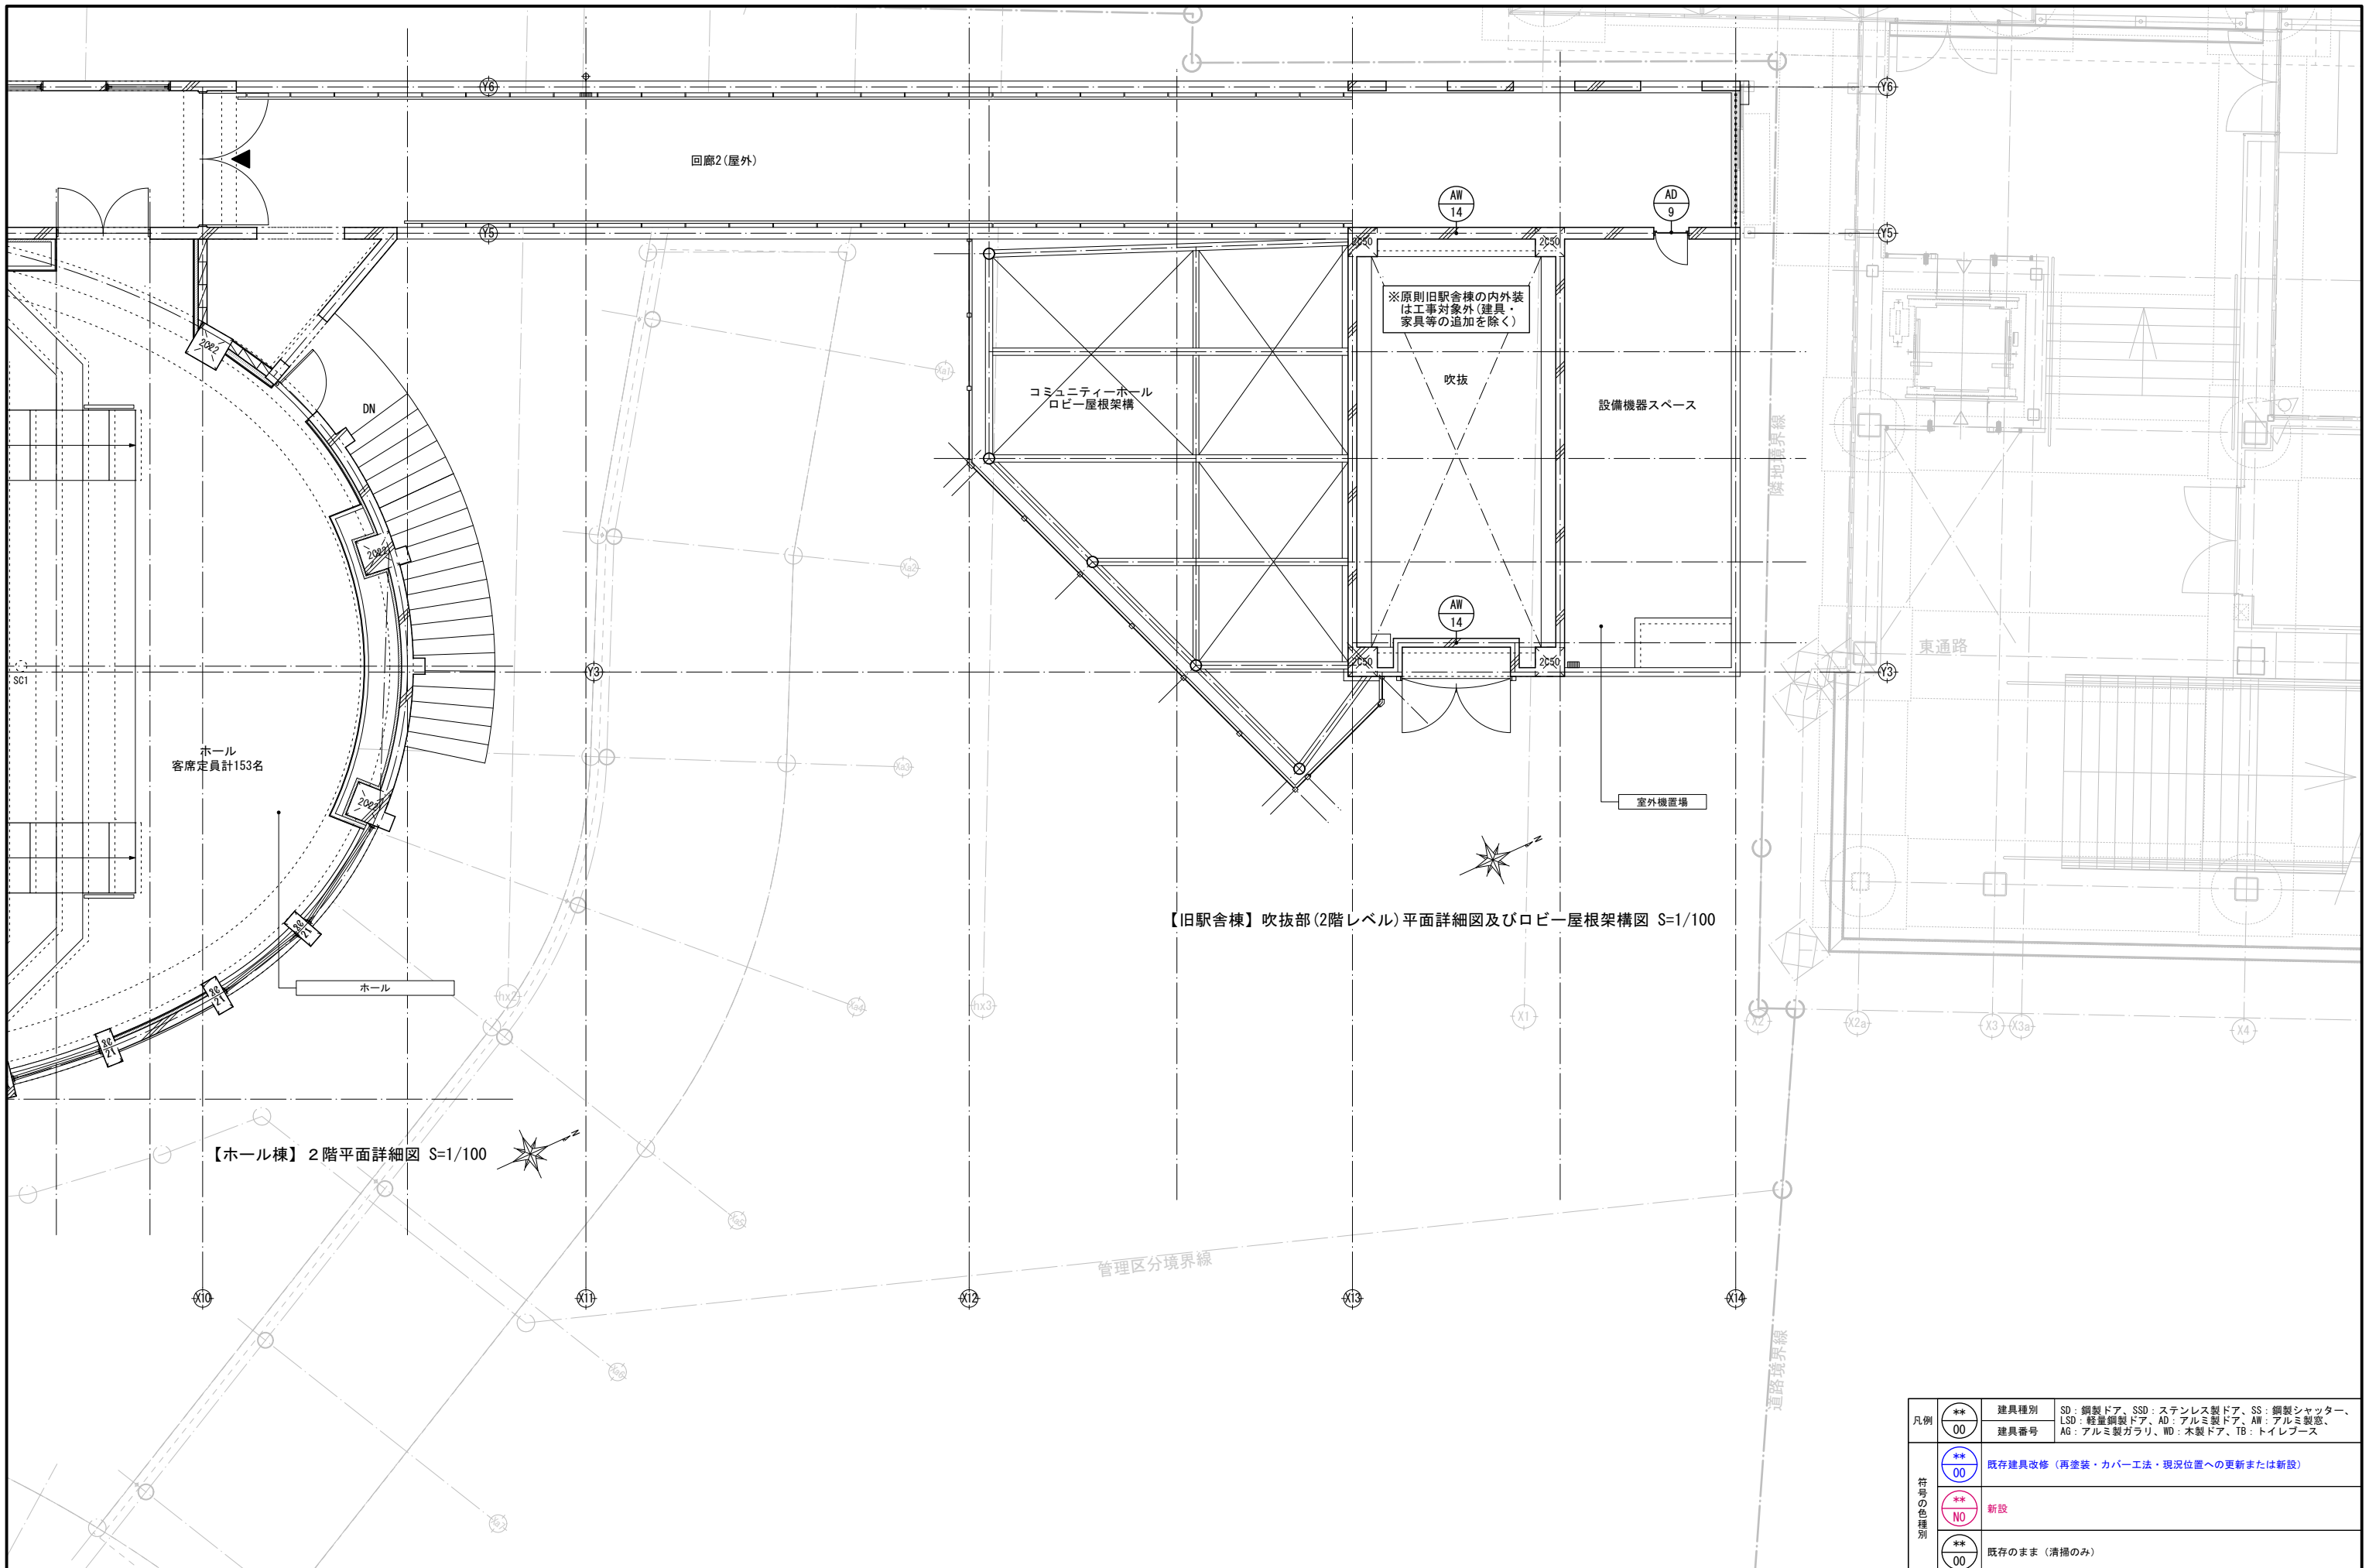 Y6
Y6
回廊2(屋外)
AW
14
AD
9
Y5
Y5
2C50
2C50
※原則旧駅舎棟の内外装
は工事対象外(建具・
家具等の追加を除く)
2022
Xa1
吹抜
コミュニティーホール
ロビー屋根架構
設備機器スペース
DN
隣地境界線
2022
Xa2
AW
14
東通路
SC1
Y3
2C50
2C50
Y3
ホール
客席定員計153名
Xa3
2022
室外機置場
N
【旧駅舎棟】吹抜部(2階レベル)平面詳細図及びロビー屋根架構図 S=1/100
ホール
hx2
Xa4
hx3
X1
X2
X2a
X3
X3a
X4
【ホール棟】２階平面詳細図 S=1/100
N
管理区分境界線
X10
X11
X12
X13
X14
道路境界線
凡例
**
00
建具種別
建具番号
SD：鋼製ドア、SSD：ステンレス製ドア、SS：鋼製シャッター、
LSD：軽量鋼製ドア、AD：アルミ製ドア、AW：アルミ製窓、
AG：アルミ製ガラリ、WD：木製ドア、TB：トイレブース
符号の色種別
**
00
既存建具改修（再塗装・カバー工法・現況位置への更新または新設）
**
NO
新設
**
00
既存のまま（清掃のみ）